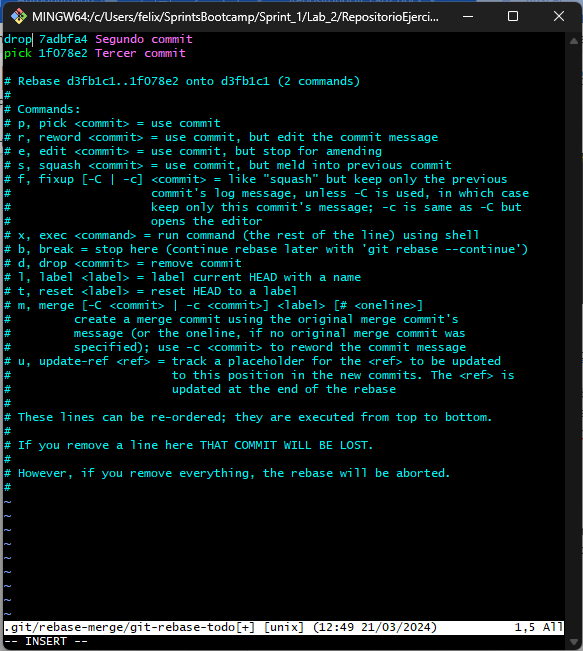 MINGW64:/c/Users/felix/SprintsBootcamp/Sprint_1/Lab_2/RepositorioEjerci...
drop 7adbfa4 Segundo commit
pick 1f078e2 Tercer commit

# Rebase d3fb1c1..1f078e2 onto d3fb1c1 (2 commands)
#
# Commands:
# p, pick <commit> = use commit
# r, reword <commit> = use commit, but edit the commit message
# e, edit <commit> = use commit, but stop for amending
# s, squash <commit> = use commit, but meld into previous commit
# f, fixup [-C | -c] <commit> = like "squash" but keep only the previous
#                    commit's log message, unless -C is used, in which case
#                    keep only this commit's message; -c is same as -C but
#                    opens the editor
# x, exec <command> = run command (the rest of the line) using shell
# b, break = stop here (continue rebase later with 'git rebase --continue')
# d, drop <commit> = remove commit
# l, label <label> = label current HEAD with a name
# t, reset <label> = reset HEAD to a label
# m, merge [-C <commit> | -c <commit>] <label> [# <oneline>]
#         create a merge commit using the original merge commit's
#         message (or the oneline, if no original merge commit was
#         specified); use -c <commit> to reword the commit message
# u, update-ref <ref> = track a placeholder for the <ref> to be updated
#                       to this position in the new commits. The <ref> is
#                       updated at the end of the rebase
#
# These lines can be re-ordered; they are executed from top to bottom.
#
# If you remove a line here THAT COMMIT WILL BE LOST.
#
# However, if you remove everything, the rebase will be aborted.
#
~
~
~
~
~
~
~
~
~
.git/rebase-merge/git-rebase-todo[+] [unix] (12:49 21/03/2024) 1,5 All
-- INSERT --